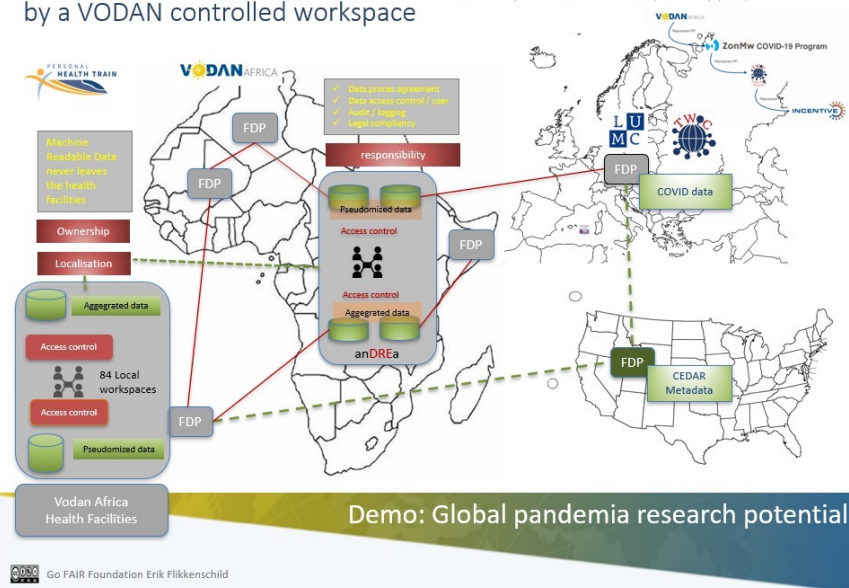 by a VODAN controlled workspace
PERSONAL
HEALTH TRAIN
VODAN AFRICA
✓ Data proces agreement
✓ Data access control / user
✓ Audit / logging
✓ Legal compliancy
responsibility
Machine
Readable Data
never leaves
the health
facilities
Ownership
Localisation
Aggegrated data
Access control
84 Local
workspaces
Access control
Pseudomized data
Vodan Africa
Health Facilities
FDP
FDP
FDP
FDP
Pseudomized data
Access control
Access control
Aggegrated data
anDREa
VODAN AFRICA
ZonMw COVID-19 Program
INCENTIVE
LU
MC
TWC
FDP
COVID data
FDP
CEDAR
Metadata
Demo: Global pandemia research potential
Go FAIR Foundation Erik Flikkenschild